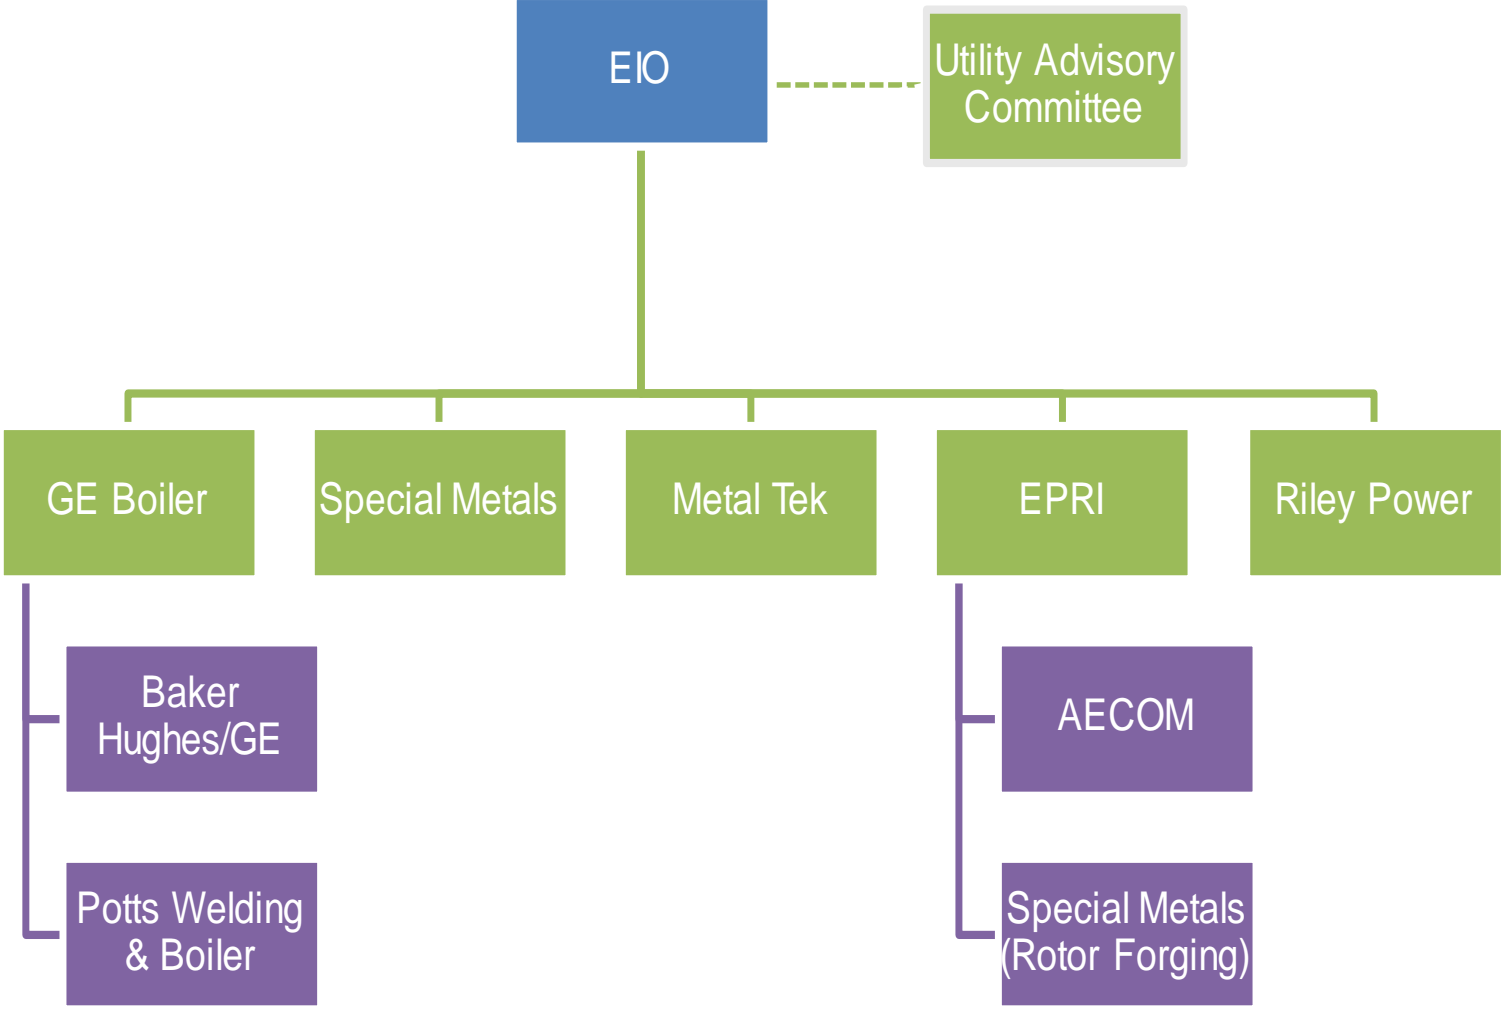 EIO
Utility Advisory
Committee
GE Boiler
Special Metals
Metal Tek
EPRI
Riley Power
Baker
Hughes/GE
AECOM
Potts Welding
& Boiler
Special Metals
(Rotor Forging)